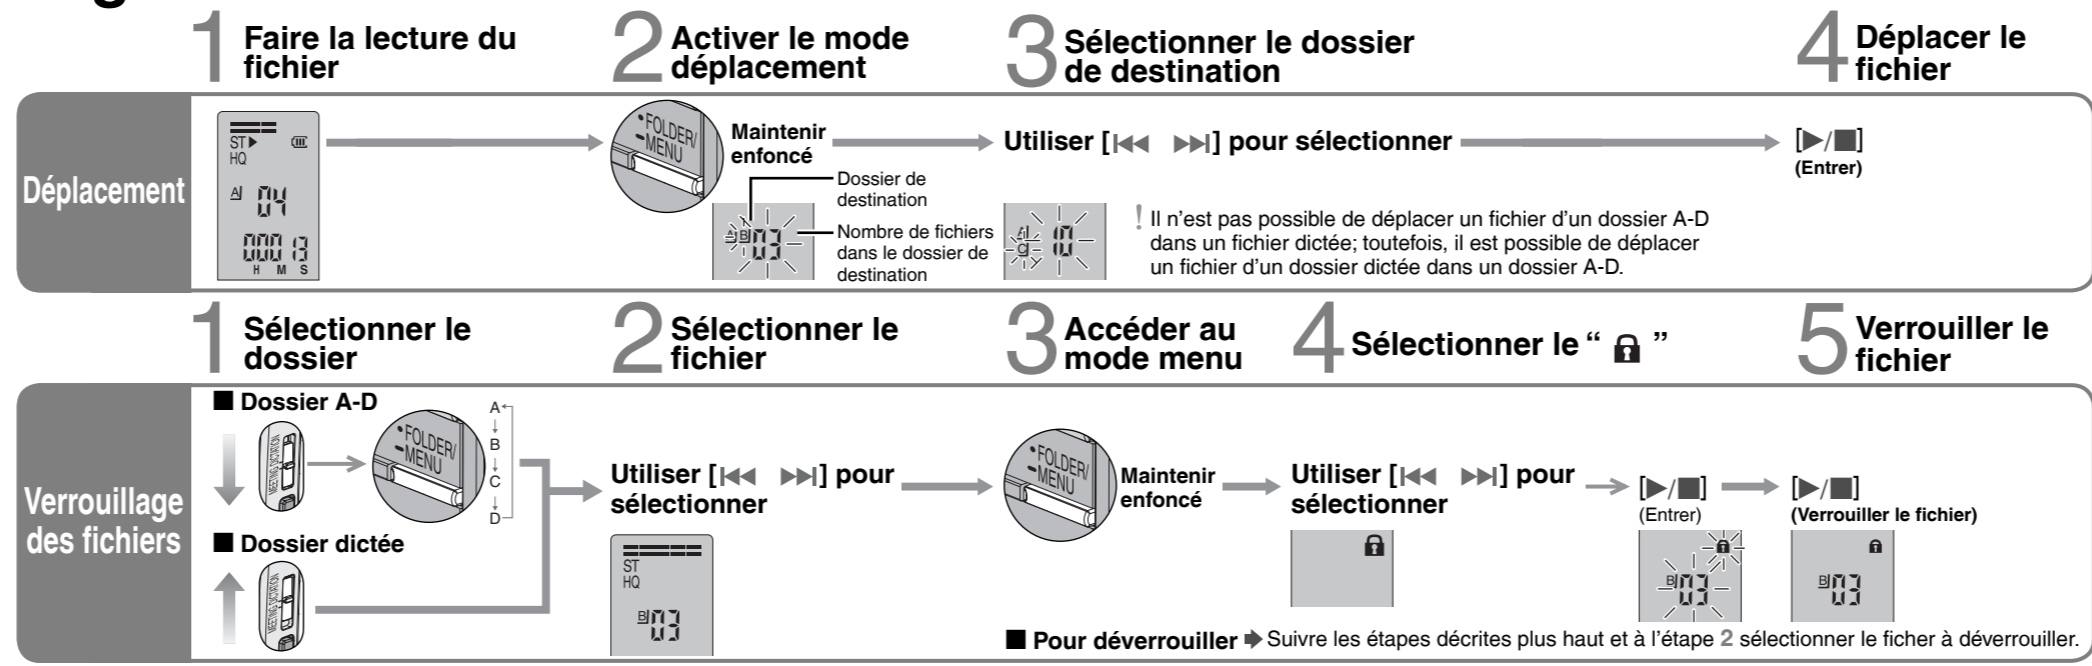 1 Faire la lecture du
fichier
2 Activer le mode
déplacement
3 Sélectionner le dossier
de destination
4 Déplacer le
fichier
Déplacement
ST▶
HQ
A 04
00013
H M S
•FOLDER/
−MENU
Maintenir
enfoncé
Dossier de
destination
Nombre de fichiers
dans le dossier de
destination
A B 03
Utiliser [|◀◀ ▶▶|] pour sélectionner
C 10
! Il n’est pas possible de déplacer un fichier d’un dossier A-D
dans un fichier dictée; toutefois, il est possible de déplacer
un fichier d’un dossier dictée dans un dossier A-D.
[▶/■]
(Entrer)
1 Sélectionner le
dossier
2 Sélectionner le
fichier
3 Accéder au
mode menu
4 Sélectionner le “ 🔒 ”
5 Verrouiller le
fichier
Verrouillage
des fichiers
■ Dossier A-D
MEETING DICTATION
•FOLDER/
−MENU
A
B
C
D
■ Dossier dictée
MEETING DICTATION
Utiliser [|◀◀ ▶▶|] pour
sélectionner
ST
HQ
B 03
•FOLDER/
−MENU
Maintenir
enfoncé
Utiliser [|◀◀ ▶▶|] pour
sélectionner
[▶/■]
(Entrer)
B 03
[▶/■]
(Verrouiller le fichier)
B 03
■ Pour déverrouiller ➧ Suivre les étapes décrites plus haut et à l’étape 2 sélectionner le ficher à déverrouiller.